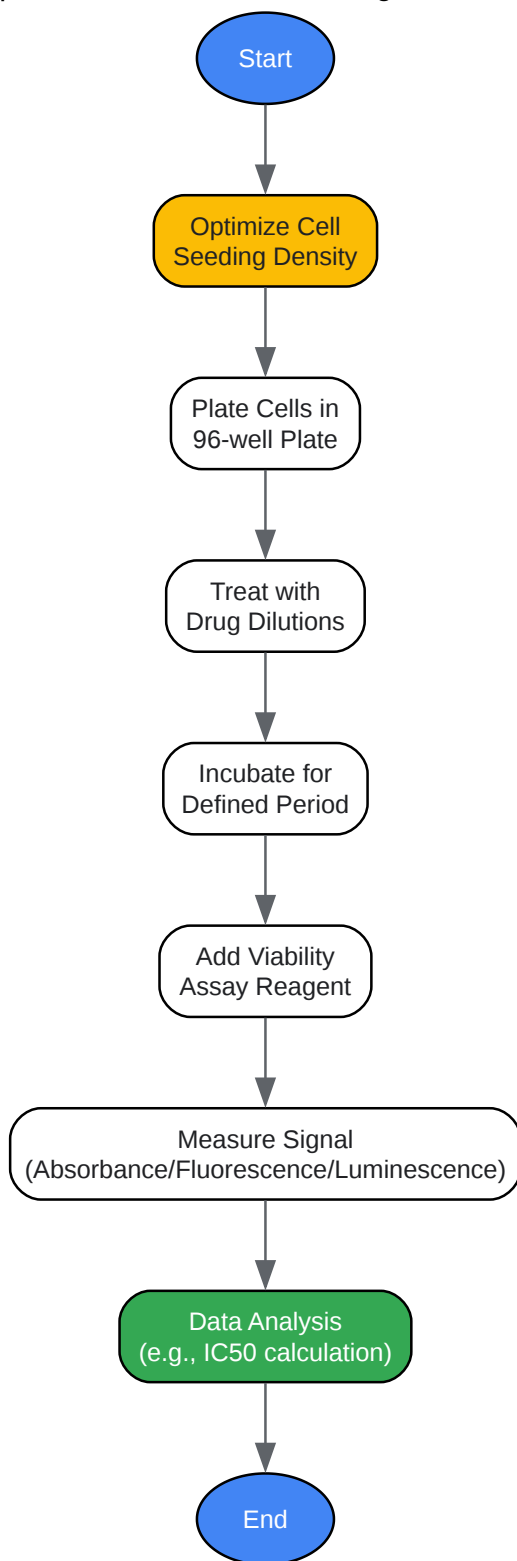 Start
Optimize Cell
Seeding Density
Plate Cells in
96-well Plate
Treat with
Drug Dilutions
Incubate for
Defined Period
Add Viability
Assay Reagent
Measure Signal
(Absorbance/Fluorescence/Luminescence)
Data Analysis
(e.g., IC50 calculation)
End